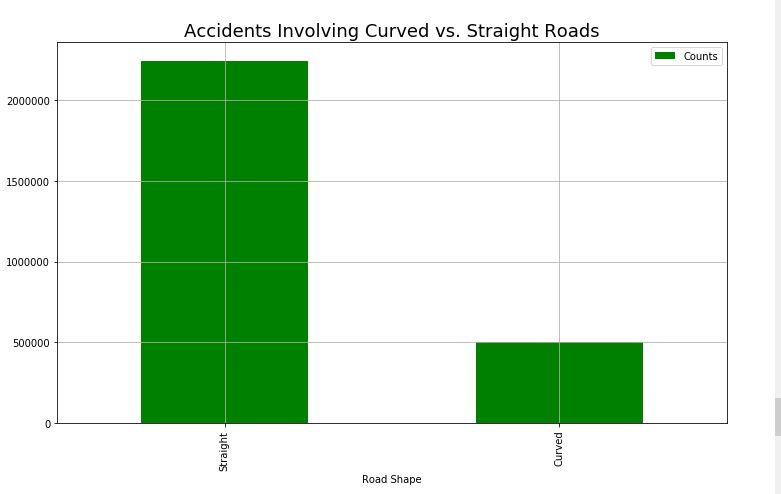 Accidents Involving Curved vs. Straight Roads
Counts
2000000
1500000
1000000
500000
0
Straight
Curved
Road Shape